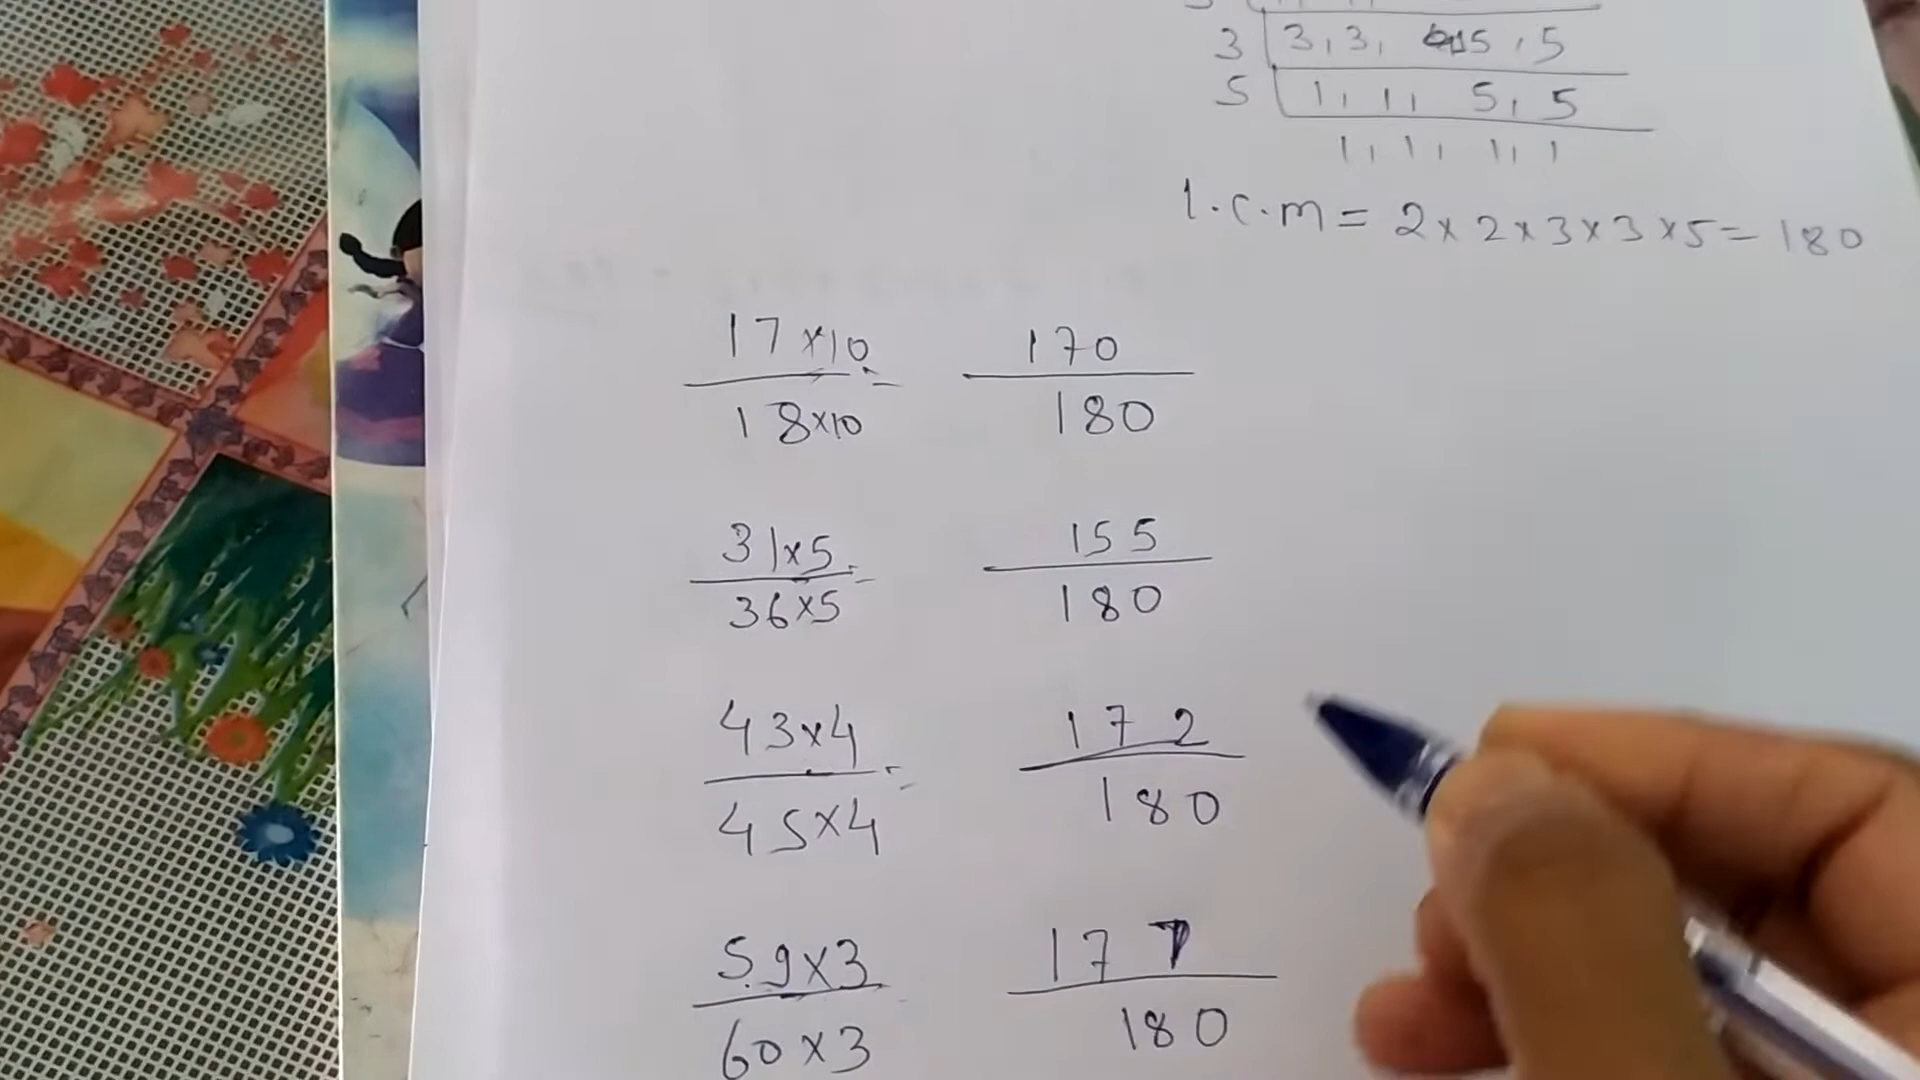 3 | 3, 3, 15, 5
5 | 1, 1, 5, 5
1, 1, 1, 1
l.c.m = 2 x 2 x 3 x 3 x 5 = 180
17 x 10 = 170
18 x 10 180
31 x 5 = 155
36 x 5 180
43 x 4 = 172
45 x 4 180
59 x 3 177
60 x 3 180